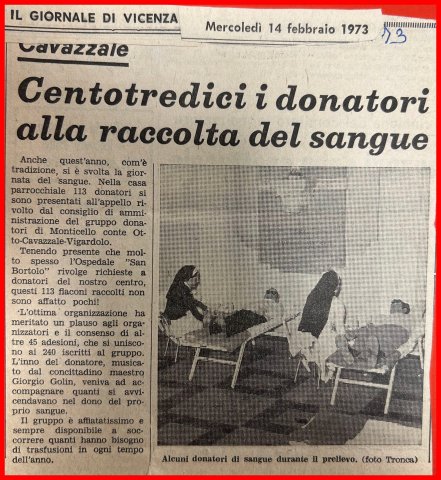 IL GIORNALE DI VICENZA
Mercoledì 14 febbraio 1973
53
Cavazzale
Centotredici i donatori
alla raccolta del sangue
Anche quest'anno, com'è
tradizione, si è svolta la gior-
nata del sangue. Nella casa
parrocchiale 113 donatori si
sono presentati all'appello ri-
volto dal consiglio di ammi-
nistrazione del gruppo dona-
tori di Monticello conte Ot-
to-Cavazzale-Vigardolo.
Tenendo presente che mol-
to spesso l'Ospedale "San
Bortolo" rivolge richieste a
donatori del nostro centro,
questi 113 flaconi raccolti non
sono affatto pochi!
L'ottima organizzazione ha
meritato un plauso agli orga-
nizzatori e il consenso di al-
tre 45 adesioni, che si unisco-
no ai 240 iscritti al gruppo.
L'inno del donatore, musica-
to dal concittadino maestro
Giorgio Golin, veniva ad ac-
compagnare quanti si avvi-
cendavano nel dono del pro-
prio sangue.
Il gruppo è affiatatissimo e
sempre disponibile a soc-
correre quanti hanno bisogno
di trasfusioni in ogni tempo
dell'anno.
Alcuni donatori di sangue durante il prelievo. (foto Tronca)